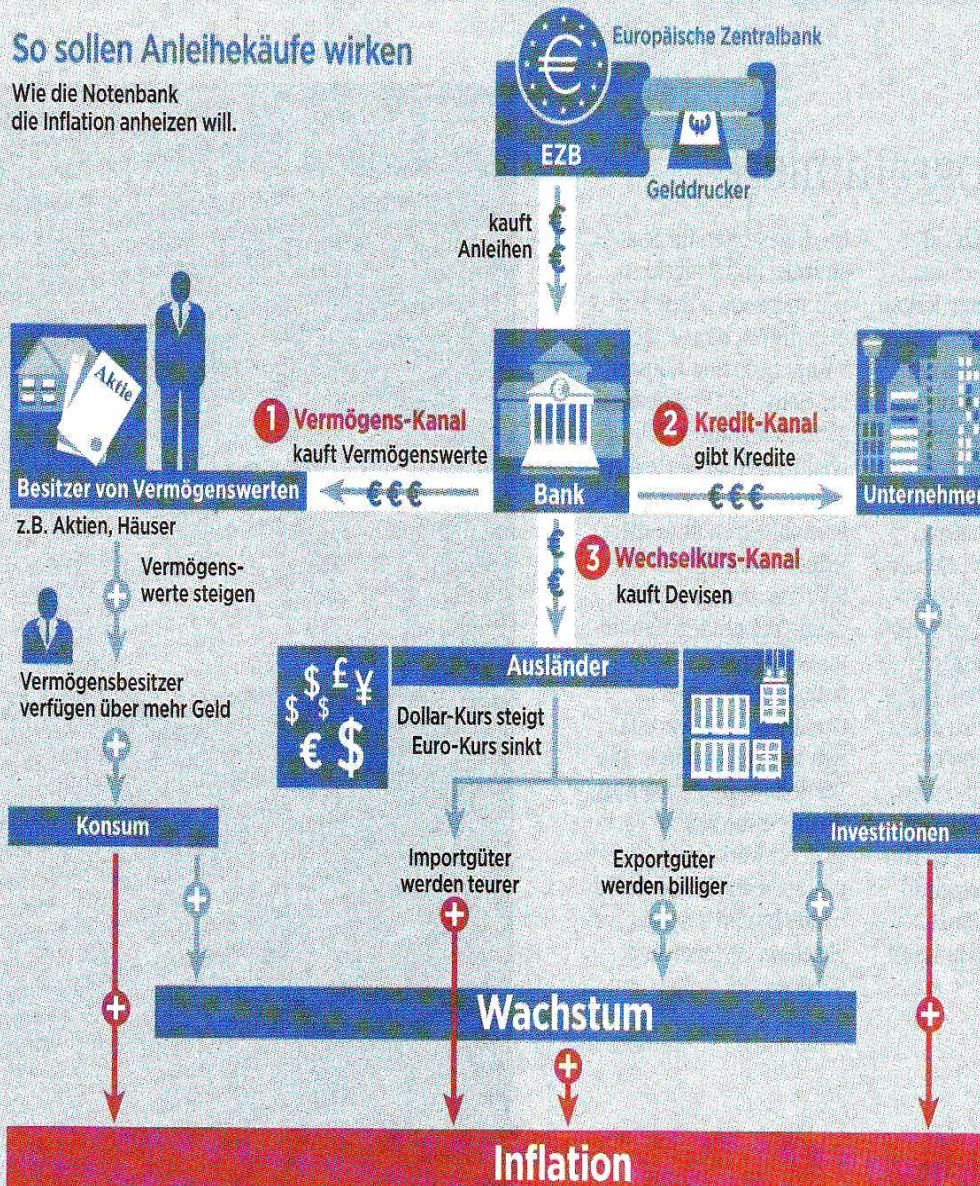 So sollen Anleihekäufe wirken
Wie die Notenbank
die Inflation anheizen will.
Europäische Zentralbank
€
EZB
Gelddrucker
kauft
Anleihen
€
€
Aktie
1 Vermögens-Kanal
kauft Vermögenswerte
€€€
Besitzer von Vermögenswerten
z.B. Aktien, Häuser
€
Bank
2 Kredit-Kanal
gibt Kredite
€€€
Unternehme
€
€
€
3 Wechselkurs-Kanal
kauft Devisen
Vermögens-
werte steigen
Vermögensbesitzer
verfügen über mehr Geld
Ausländer
$ £ ¥
$ $
€ $
Dollar-Kurs steigt
Euro-Kurs sinkt
Konsum
Importgüter
werden teurer
Exportgüter
werden billiger
Investitionen
Wachstum
Inflation